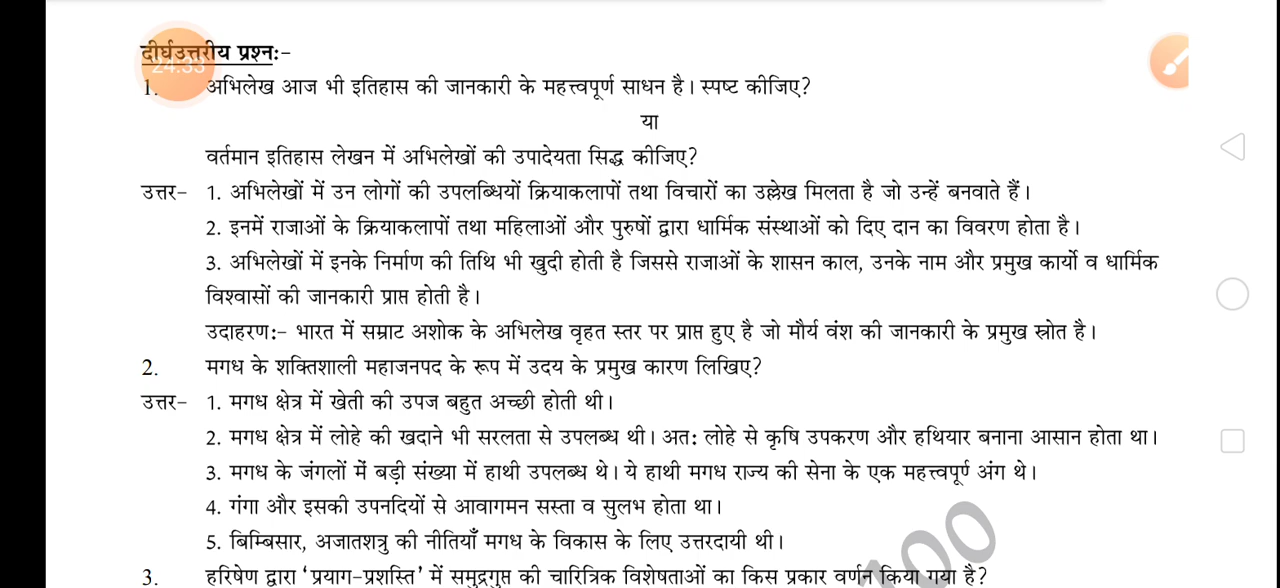 दीर्घउत्तरीय प्रश्नः-
24:33
1. अभिलेख आज भी इतिहास की जानकारी के महत्त्वपूर्ण साधन है। स्पष्ट कीजिए?
या
वर्तमान इतिहास लेखन में अभिलेखों की उपादेयता सिद्ध कीजिए?
उत्तर- 1. अभिलेखों में उन लोगों की उपलब्धियों क्रियाकलापों तथा विचारों का उल्लेख मिलता है जो उन्हें बनवाते हैं।
2. इनमें राजाओं के क्रियाकलापों तथा महिलाओं और पुरुषों द्वारा धार्मिक संस्थाओं को दिए दान का विवरण होता है।
3. अभिलेखों में इनके निर्माण की तिथि भी खुदी होती है जिससे राजाओं के शासन काल, उनके नाम और प्रमुख कार्यो व धार्मिक
विश्वासों की जानकारी प्राप्त होती है।
उदाहरणः- भारत में सम्राट अशोक के अभिलेख वृहत स्तर पर प्राप्त हुए है जो मौर्य वंश की जानकारी के प्रमुख स्रोत है।
2. मगध के शक्तिशाली महाजनपद के रूप में उदय के प्रमुख कारण लिखिए?
उत्तर- 1. मगध क्षेत्र में खेती की उपज बहुत अच्छी होती थी।
2. मगध क्षेत्र में लोहे की खदाने भी सरलता से उपलब्ध थी। अतः लोहे से कृषि उपकरण और हथियार बनाना आसान होता था।
3. मगध के जंगलों में बड़ी संख्या में हाथी उपलब्ध थे। ये हाथी मगध राज्य की सेना के एक महत्त्वपूर्ण अंग थे।
4. गंगा और इसकी उपनदियों से आवागमन सस्ता व सुलभ होता था।
5. बिम्बिसार, अजातशत्रु की नीतियाँ मगध के विकास के लिए उत्तरदायी थी।
3. हरिषेण द्वारा 'प्रयाग-प्रशस्ति' में समुद्रगुप्त की चारित्रिक विशेषताओं का किस प्रकार वर्णन किया गया है?
100